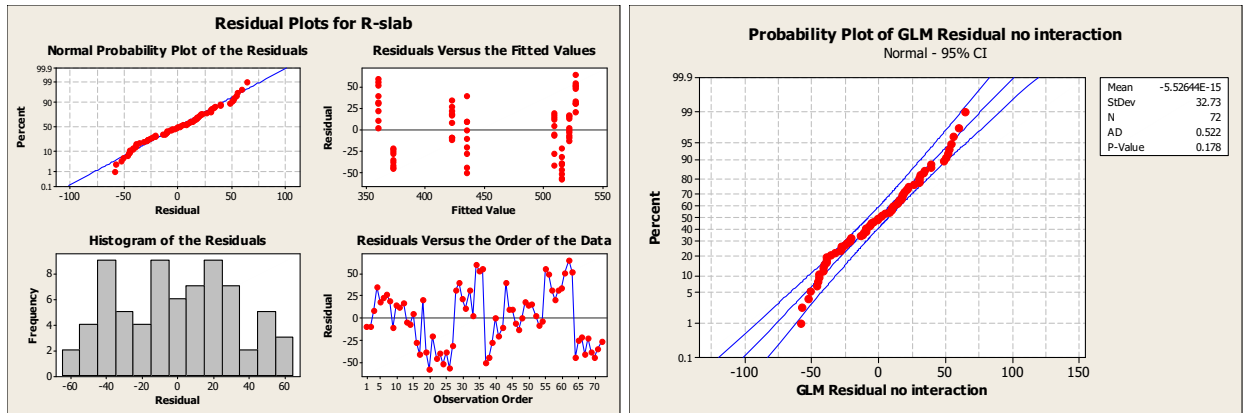 Residual Plots for R-slab
Normal Probability Plot of the Residuals
Percent
99.9
99
90
50
10
1
0.1
-100 -50 0 50 100
Residual
Residuals Versus the Fitted Values
Residual
50
25
0
-25
-50
350 400 450 500 550
Fitted Value
Histogram of the Residuals
Frequency
8
6
4
2
0
-60 -40 -20 0 20 40 60
Residual
Residuals Versus the Order of the Data
Residual
50
25
0
-25
-50
1 5 10 15 20 25 30 35 40 45 50 55 60 65 70
Observation Order
Probability Plot of GLM Residual no interaction
Normal - 95% CI
Percent
99.9
99
95
90
80
70
60
50
40
30
20
10
5
1
0.1
-100 -50 0 50 100 150
GLM Residual no interaction
Mean -5.52644E-15
StDev 32.73
N 72
AD 0.522
P-Value 0.178